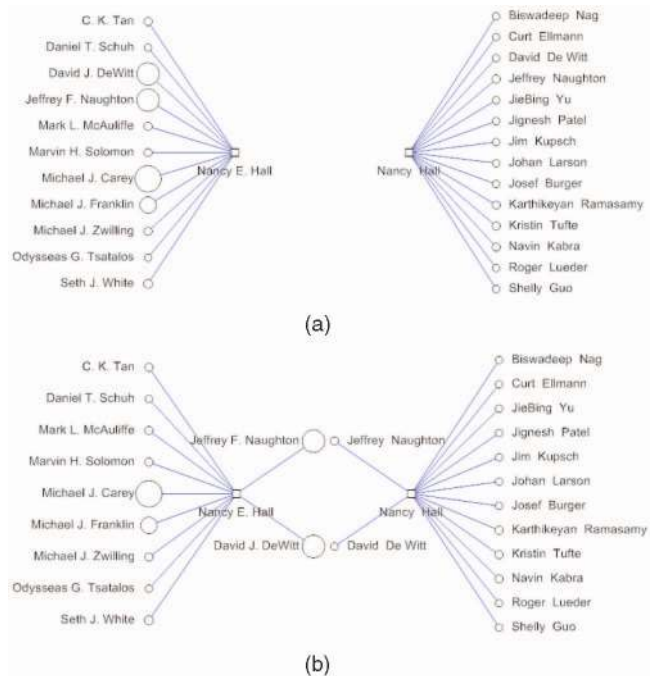 C. K. Tan
Daniel T. Schuh
David J. DeWitt
Jeffrey F. Naughton
Mark L. McAuliffe
Marvin H. Solomon
Michael J. Carey
Michael J. Franklin
Michael J. Zwilling
Odysseas G. Tsatalos
Seth J. White
Nancy E. Hall
Nancy Hall
Biswadeep Nag
Curt Ellmann
David De Witt
Jeffrey Naughton
JieBing Yu
Jignesh Patel
Jim Kupsch
Johan Larson
Josef Burger
Karthikeyan Ramasamy
Kristin Tufte
Navin Kabra
Roger Lueder
Shelly Guo
(a)
C. K. Tan
Daniel T. Schuh
Mark L. McAuliffe
Marvin H. Solomon
Michael J. Carey
Michael J. Franklin
Michael J. Zwilling
Odysseas G. Tsatalos
Seth J. White
Jeffrey F. Naughton
Jeffrey Naughton
Nancy E. Hall
Nancy Hall
David J. DeWitt
David De Witt
Biswadeep Nag
Curt Ellmann
JieBing Yu
Jignesh Patel
Jim Kupsch
Johan Larson
Josef Burger
Karthikeyan Ramasamy
Kristin Tufte
Navin Kabra
Roger Lueder
Shelly Guo
(b)